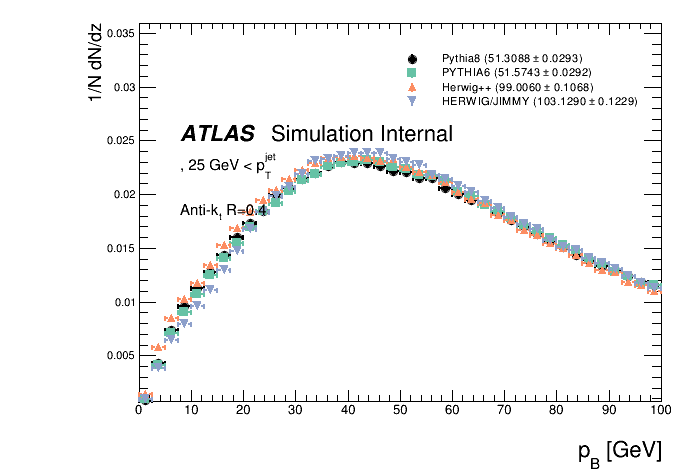 1/N dN/dz
0.035
0.03
0.025
0.02
0.015
0.01
0.005
Pythia8 (51.3088 ± 0.0293)
PYTHIA6 (51.5743 ± 0.0292)
Herwig++ (99.0060 ± 0.1068)
HERWIG/JIMMY (103.1290 ± 0.1229)
ATLAS Simulation Internal
, 25 GeV < p_T^jet
Anti-k_t R=0.4
0 10 20 30 40 50 60 70 80 90 100
p_B [GeV]